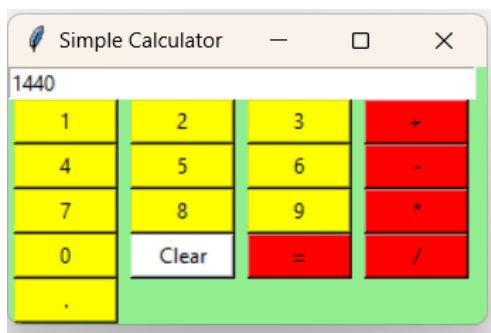 Simple Calculator
1440
1 2 3 +
4 5 6 -
7 8 9 *
0 Clear = /
.